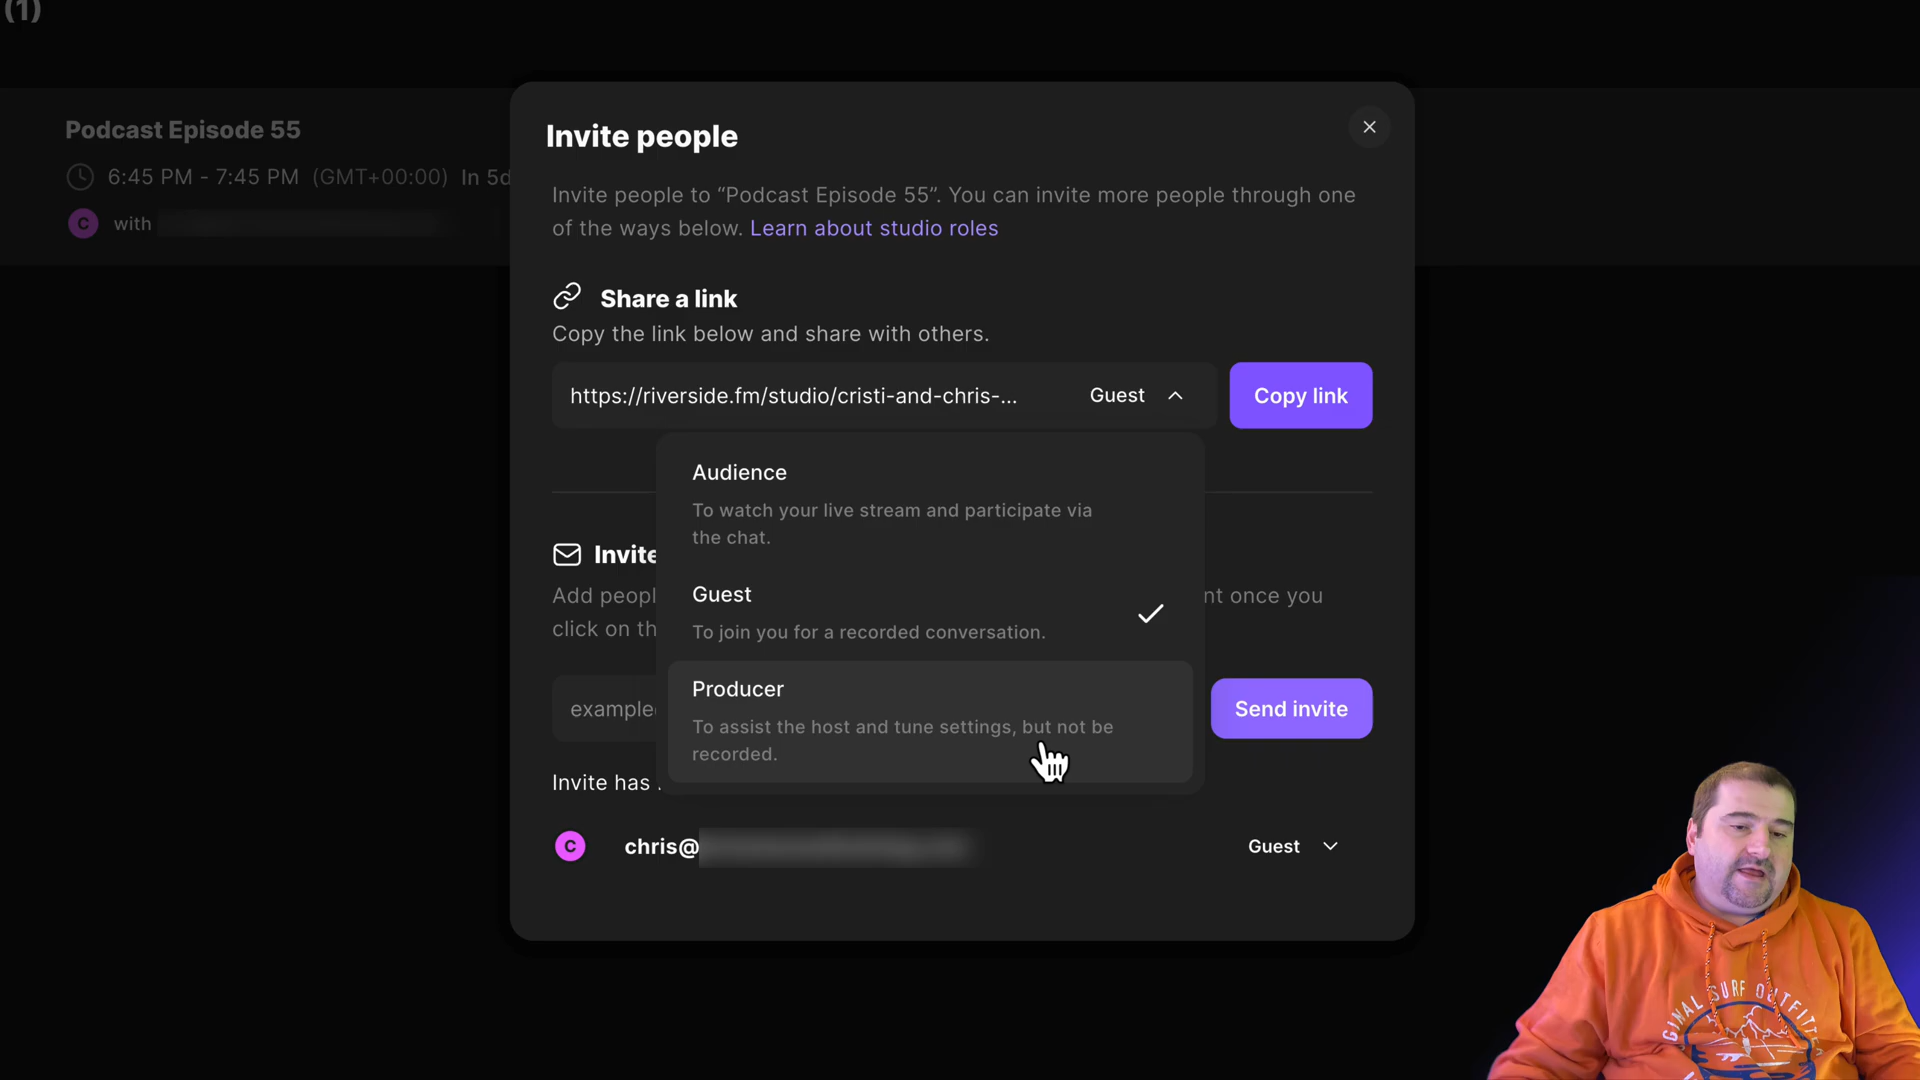 (1)
Podcast Episode 55
6:45 PM - 7:45 PM (GMT+00:00) In 5d
C with
Invite people
Invite people to “Podcast Episode 55”. You can invite more people through one
of the ways below. Learn about studio roles
Share a link
Copy the link below and share with others.
https://riverside.fm/studio/cristi-and-chris-...
Guest
Copy link
Audience
To watch your live stream and participate via
the chat.
Invite
Guest
Add peopl
nt once you
To join you for a recorded conversation.
click on th
Producer
To assist the host and tune settings, but not be
recorded.
example
Send invite
Invite has
C chris@
Guest
GINAL SURF OUTFITTER